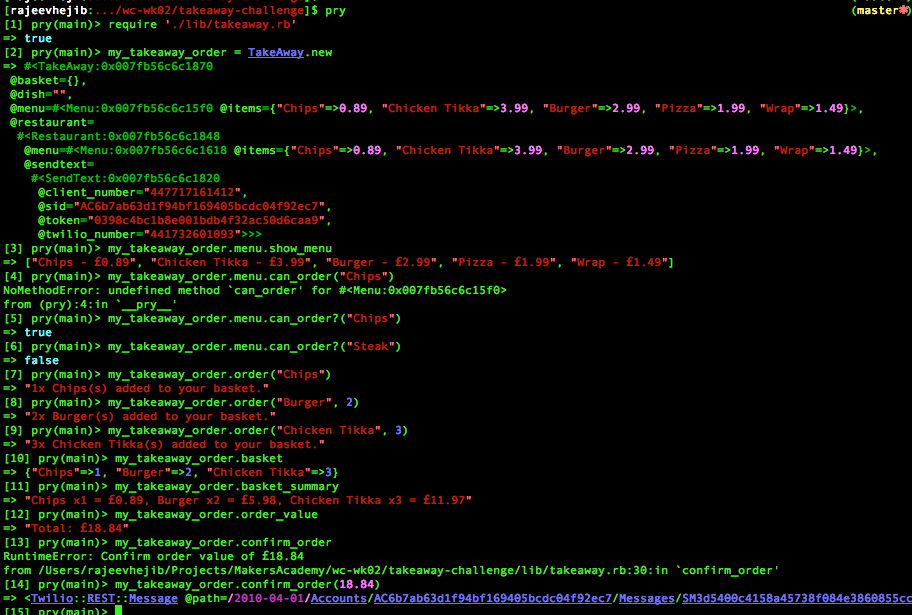 [rajeevhejib:.../wc-wk02/takeaway-challenge]$ pry (master*)
[1] pry(main)> require './lib/takeaway.rb'
=> true
[2] pry(main)> my_takeaway_order = TakeAway.new
=> #<TakeAway:0x007fb56c6c1870
@basket={},
@dish="",
@menu=#<Menu:0x007fb56c6c15f0 @items={"Chips"=>0.89, "Chicken Tikka"=>3.99, "Burger"=>2.99, "Pizza"=>1.99, "Wrap"=>1.49}>,
@restaurant=
#<Restaurant:0x007fb56c6c1848
@menu=#<Menu:0x007fb56c6c1618 @items={"Chips"=>0.89, "Chicken Tikka"=>3.99, "Burger"=>2.99, "Pizza"=>1.99, "Wrap"=>1.49}>,
@sendtext=
#<SendText:0x007fb56c6c1820
@client_number="447717161412",
@sid="AC6b7ab63d1f94bf169405bcdc04f92ec7",
@token="0398c4bc1b8e001bdb4f32ac50d6caa9",
@twilio_number="441732601093">>>
[3] pry(main)> my_takeaway_order.menu.show_menu
=> ["Chips - £0.89", "Chicken Tikka - £3.99", "Burger - £2.99", "Pizza - £1.99", "Wrap - £1.49"]
[4] pry(main)> my_takeaway_order.menu.can_order("Chips")
NoMethodError: undefined method `can_order' for #<Menu:0x007fb56c6c15f0>
from (pry):4:in `__pry__'
[5] pry(main)> my_takeaway_order.menu.can_order?("Chips")
=> true
[6] pry(main)> my_takeaway_order.menu.can_order?("Steak")
=> false
[7] pry(main)> my_takeaway_order.order("Chips")
=> "1x Chips(s) added to your basket."
[8] pry(main)> my_takeaway_order.order("Burger", 2)
=> "2x Burger(s) added to your basket."
[9] pry(main)> my_takeaway_order.order("Chicken Tikka", 3)
=> "3x Chicken Tikka(s) added to your basket."
[10] pry(main)> my_takeaway_order.basket
=> {"Chips"=>1, "Burger"=>2, "Chicken Tikka"=>3}
[11] pry(main)> my_takeaway_order.basket_summary
=> "Chips x1 = £0.89, Burger x2 = £5.98, Chicken Tikka x3 = £11.97"
[12] pry(main)> my_takeaway_order.order_value
=> "Total: £18.84"
[13] pry(main)> my_takeaway_order.confirm_order
RuntimeError: Confirm order value of £18.84
from /Users/rajeevhejib/Projects/MakersAcademy/wc-wk02/takeaway-challenge/lib/takeaway.rb:30:in `confirm_order'
[14] pry(main)> my_takeaway_order.confirm_order(18.84)
=> <Twilio::REST::Message @path=/2010-04-01/Accounts/AC6b7ab63d1f94bf169405bcdc04f92ec7/Messages/SM3d5400c4158a45738f084e3860855cc
[15] pry(main)>